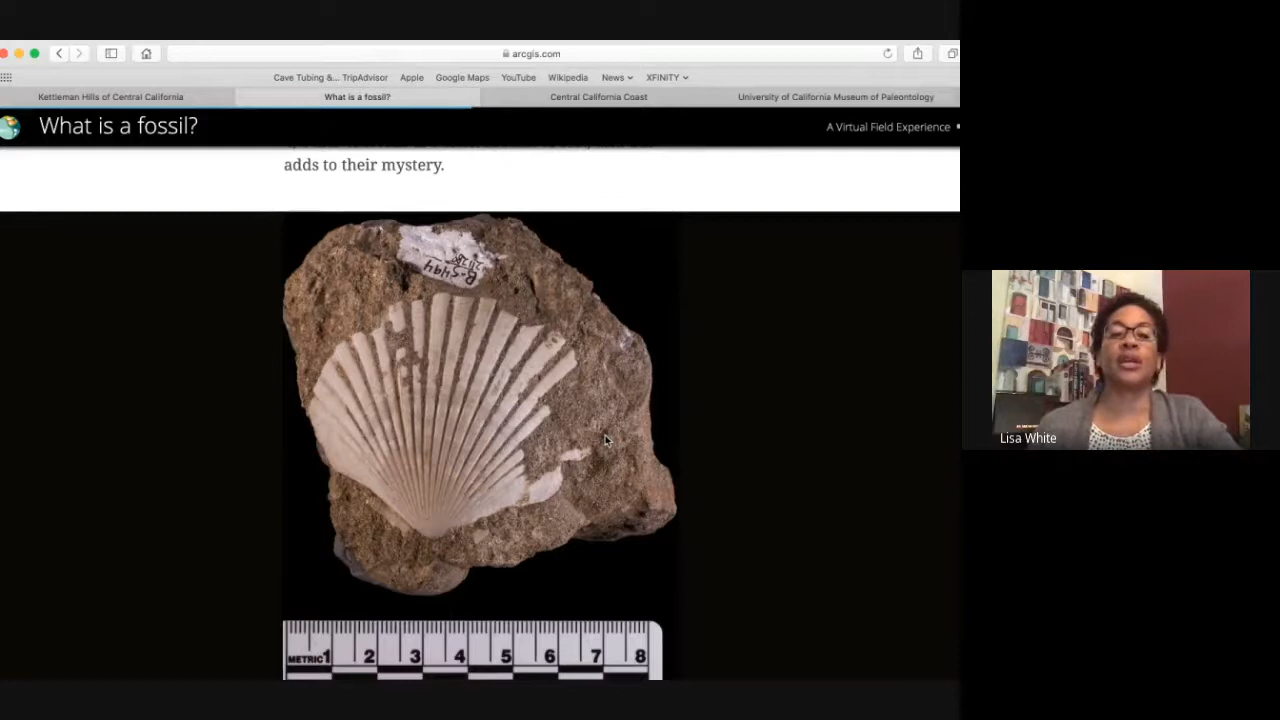 arcgis.com
Cave Tubing &... TripAdvisor Apple Google Maps YouTube Wikipedia News XFINITY
Kettleman Hills of Central California What is a fossil? Central California Coast University of California Museum of Paleontology
What is a fossil? A Virtual Field Experience
adds to their mystery.
B-5494
Lisa White
METRIC 1 2 3 4 5 6 7 8